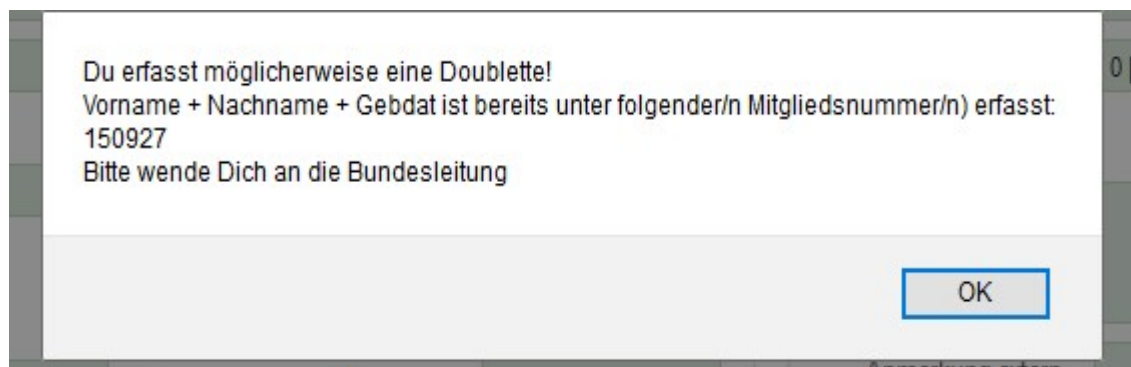 0
Du erfasst möglicherweise eine Doublette!
Vorname + Nachname + Gebdat ist bereits unter folgender/n Mitgliedsnummer/n) erfasst:
150927
Bitte wende Dich an die Bundesleitung
OK